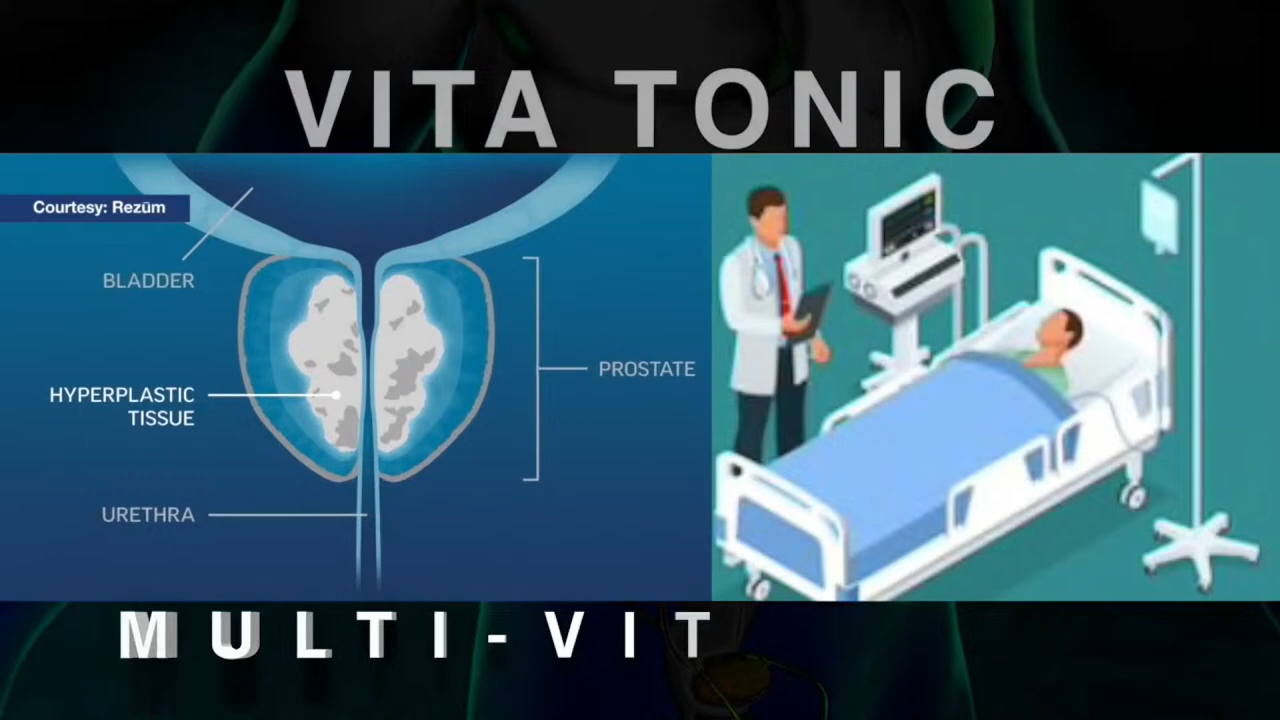 VITA TONIC
Courtesy: Rezūm
BLADDER
HYPERPLASTIC
TISSUE
PROSTATE
URETHRA
MULTI-VIT